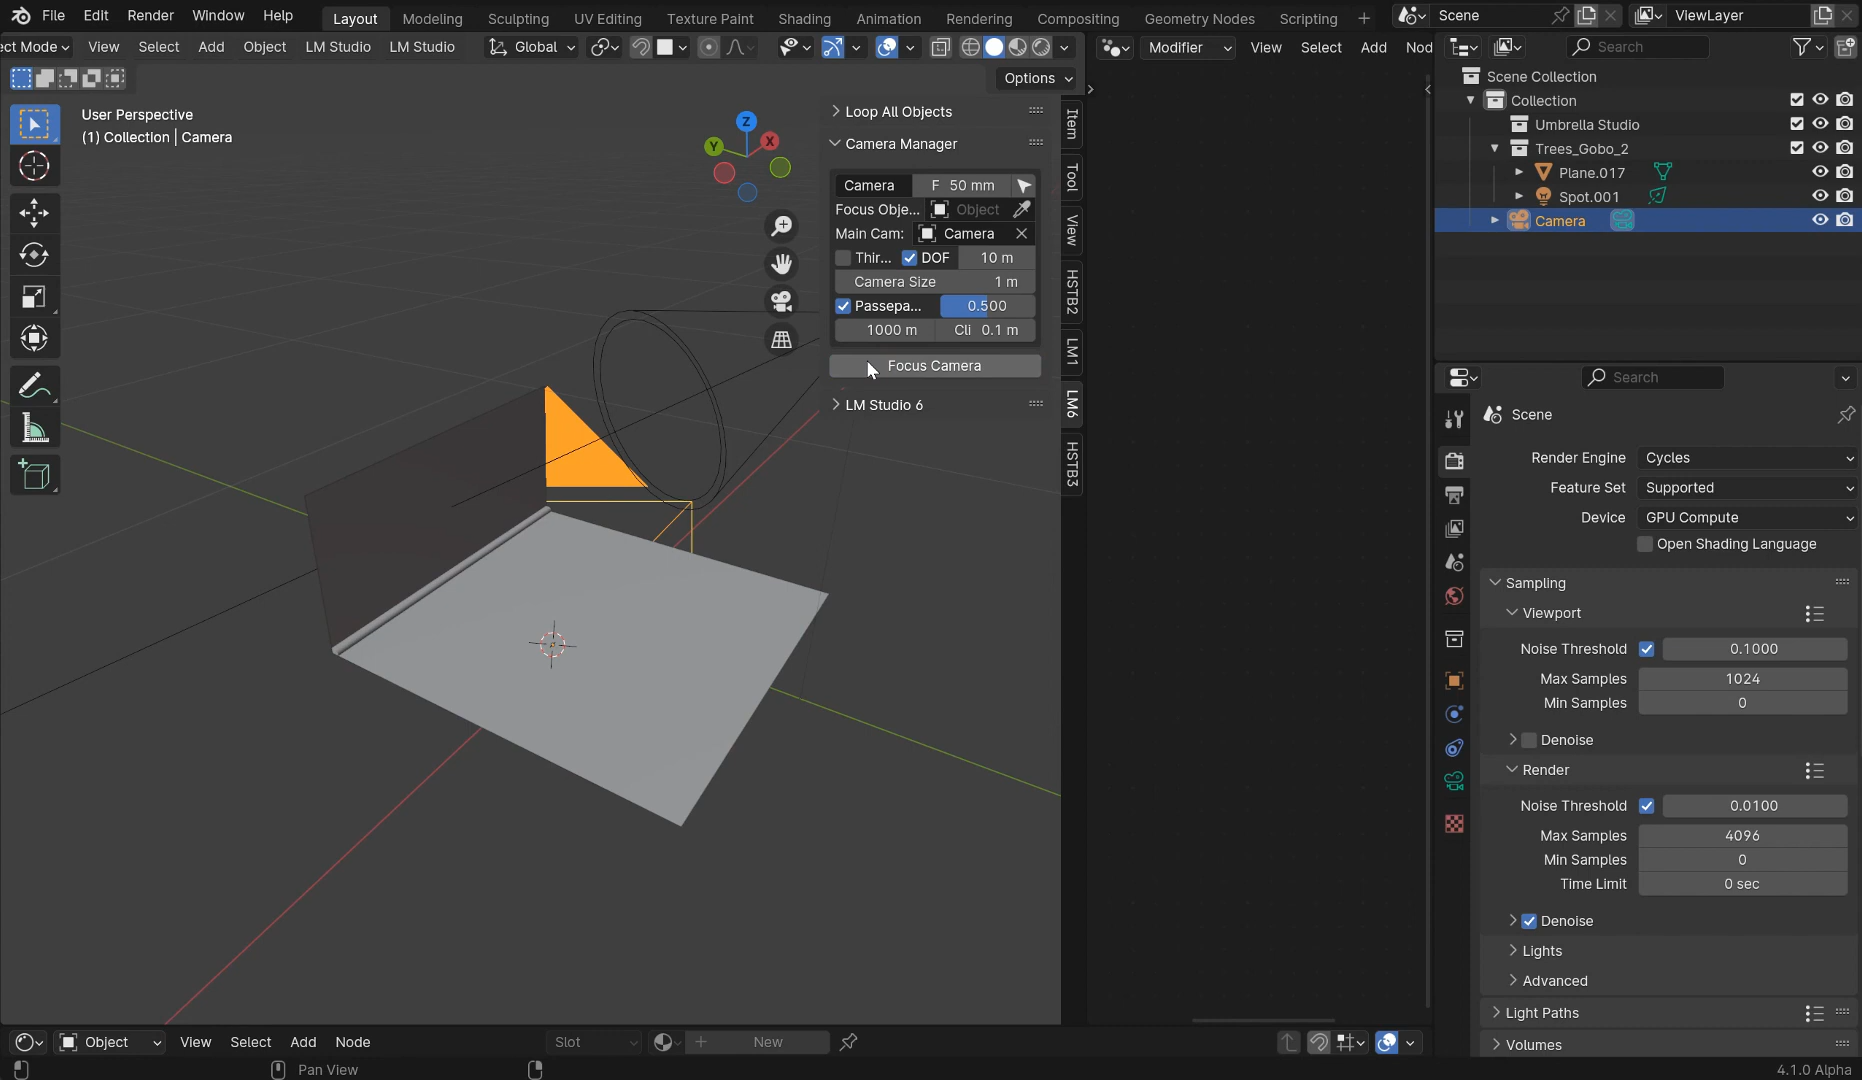 File Edit Render Window Help Layout Modeling Sculpting UV Editing Texture Paint Shading Animation Rendering Compositing Geometry Nodes Scripting + Scene ViewLayer
ect Mode View Select Add Object LM Studio LM Studio Global Modifier View Select Add Nod Search
Options
User Perspective
(1) Collection | Camera
Z
Y
X
Loop All Objects
Camera Manager
Camera F 50 mm
Focus Obje... Object
Main Cam: Camera
Thir... DOF 10 m
Camera Size 1 m
Passepa... 0.500
1000 m Cli 0.1 m
Focus Camera
LM Studio 6
Item
Tool
View
HSTB2
LM1
LM6
HSTB3
Scene Collection
Collection
Umbrella Studio
Trees_Gobo_2
Plane.017
Spot.001
Camera
Search
Scene
Render Engine Cycles
Feature Set Supported
Device GPU Compute
Open Shading Language
Sampling
Viewport
Noise Threshold 0.1000
Max Samples 1024
Min Samples 0
Denoise
Render
Noise Threshold 0.0100
Max Samples 4096
Min Samples 0
Time Limit 0 sec
Denoise
Lights
Advanced
Light Paths
Volumes
Object View Select Add Node Slot New
Pan View
4.1.0 Alpha